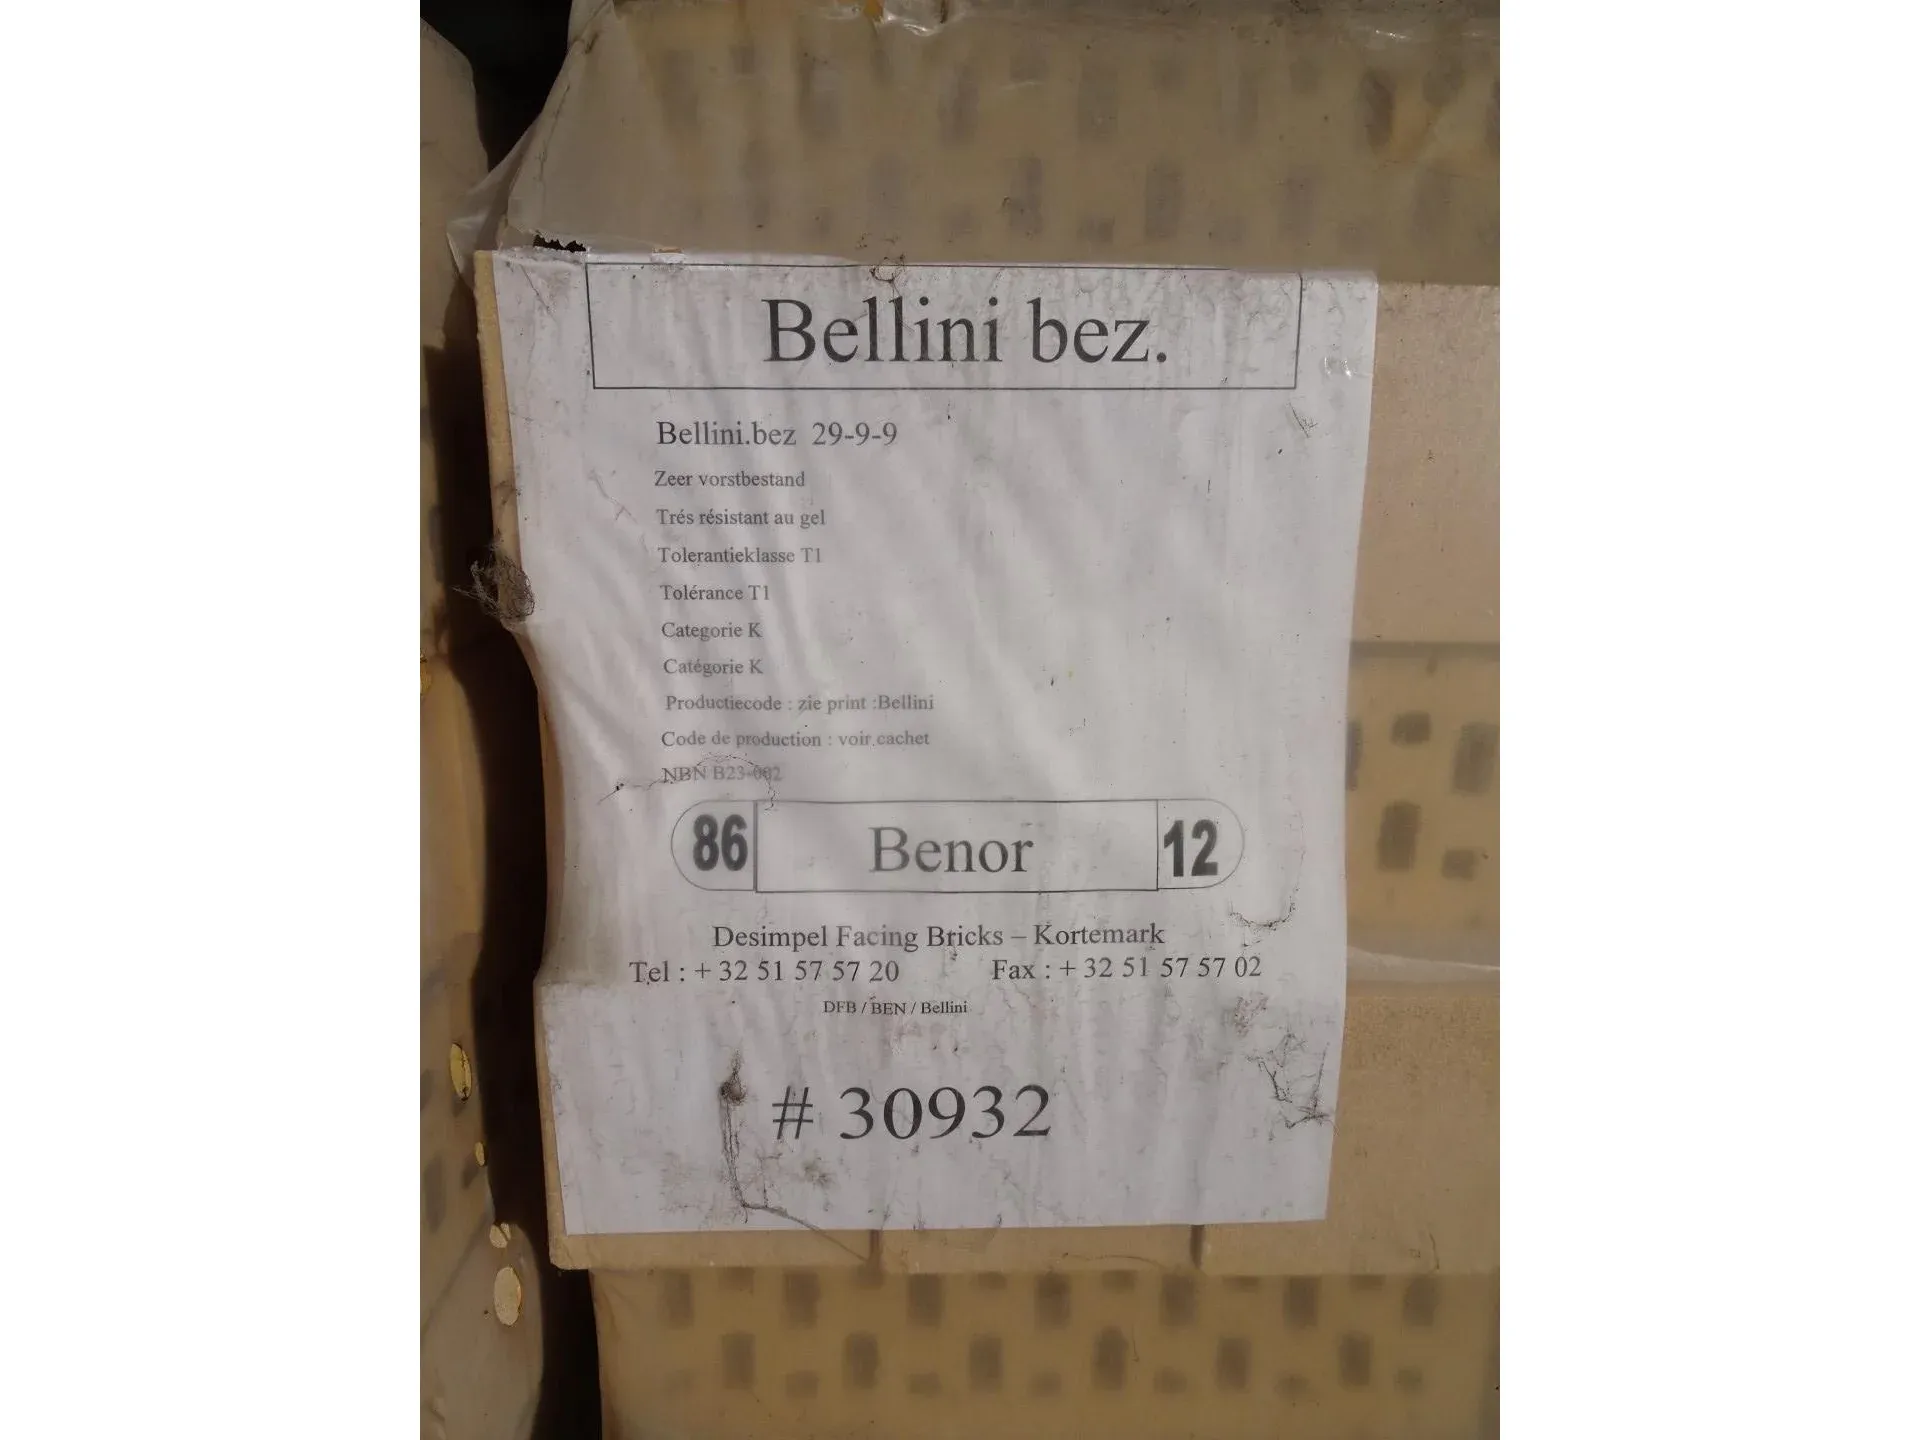 Bellini bez.
Bellini.bez 29-9-9
Zeer vorstbestand
Trés résistant au gel
Tolerantieklasse T1
Tolérance T1
Categorie K
Catégorie K
Productiecode : zie print :Bellini
Code de production : voir cachet
NBN B23-002
86 Benor 12
Desimpel Facing Bricks – Kortemark
Tel : + 32 51 57 57 20 Fax : + 32 51 57 57 02
DFB / BEN / Bellini
# 30932